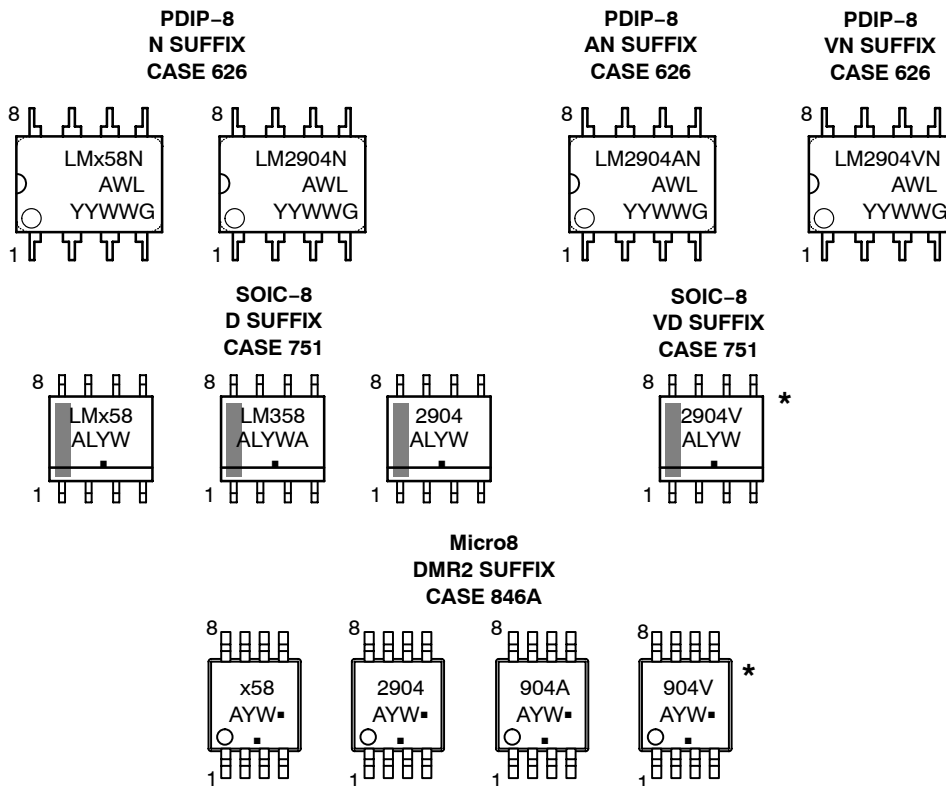 PDIP−8
N SUFFIX
CASE 626
PDIP−8
AN SUFFIX
CASE 626
PDIP−8
VN SUFFIX
CASE 626
8
LMx58N
AWL
YYWWG
1
8
LM2904N
AWL
YYWWG
1
8
LM2904AN
AWL
YYWWG
1
8
LM2904VN
AWL
YYWWG
1
SOIC−8
D SUFFIX
CASE 751
SOIC−8
VD SUFFIX
CASE 751
8
LMx58
ALYW
1
8
LM358
ALYWA
1
8
2904
ALYW
1
8
2904V
ALYW
*
1
Micro8
DMR2 SUFFIX
CASE 846A
8
x58
AYW▪
▪
1
8
2904
AYW▪
▪
1
8
904A
AYW▪
▪
1
8
904V
AYW▪
▪
*
1